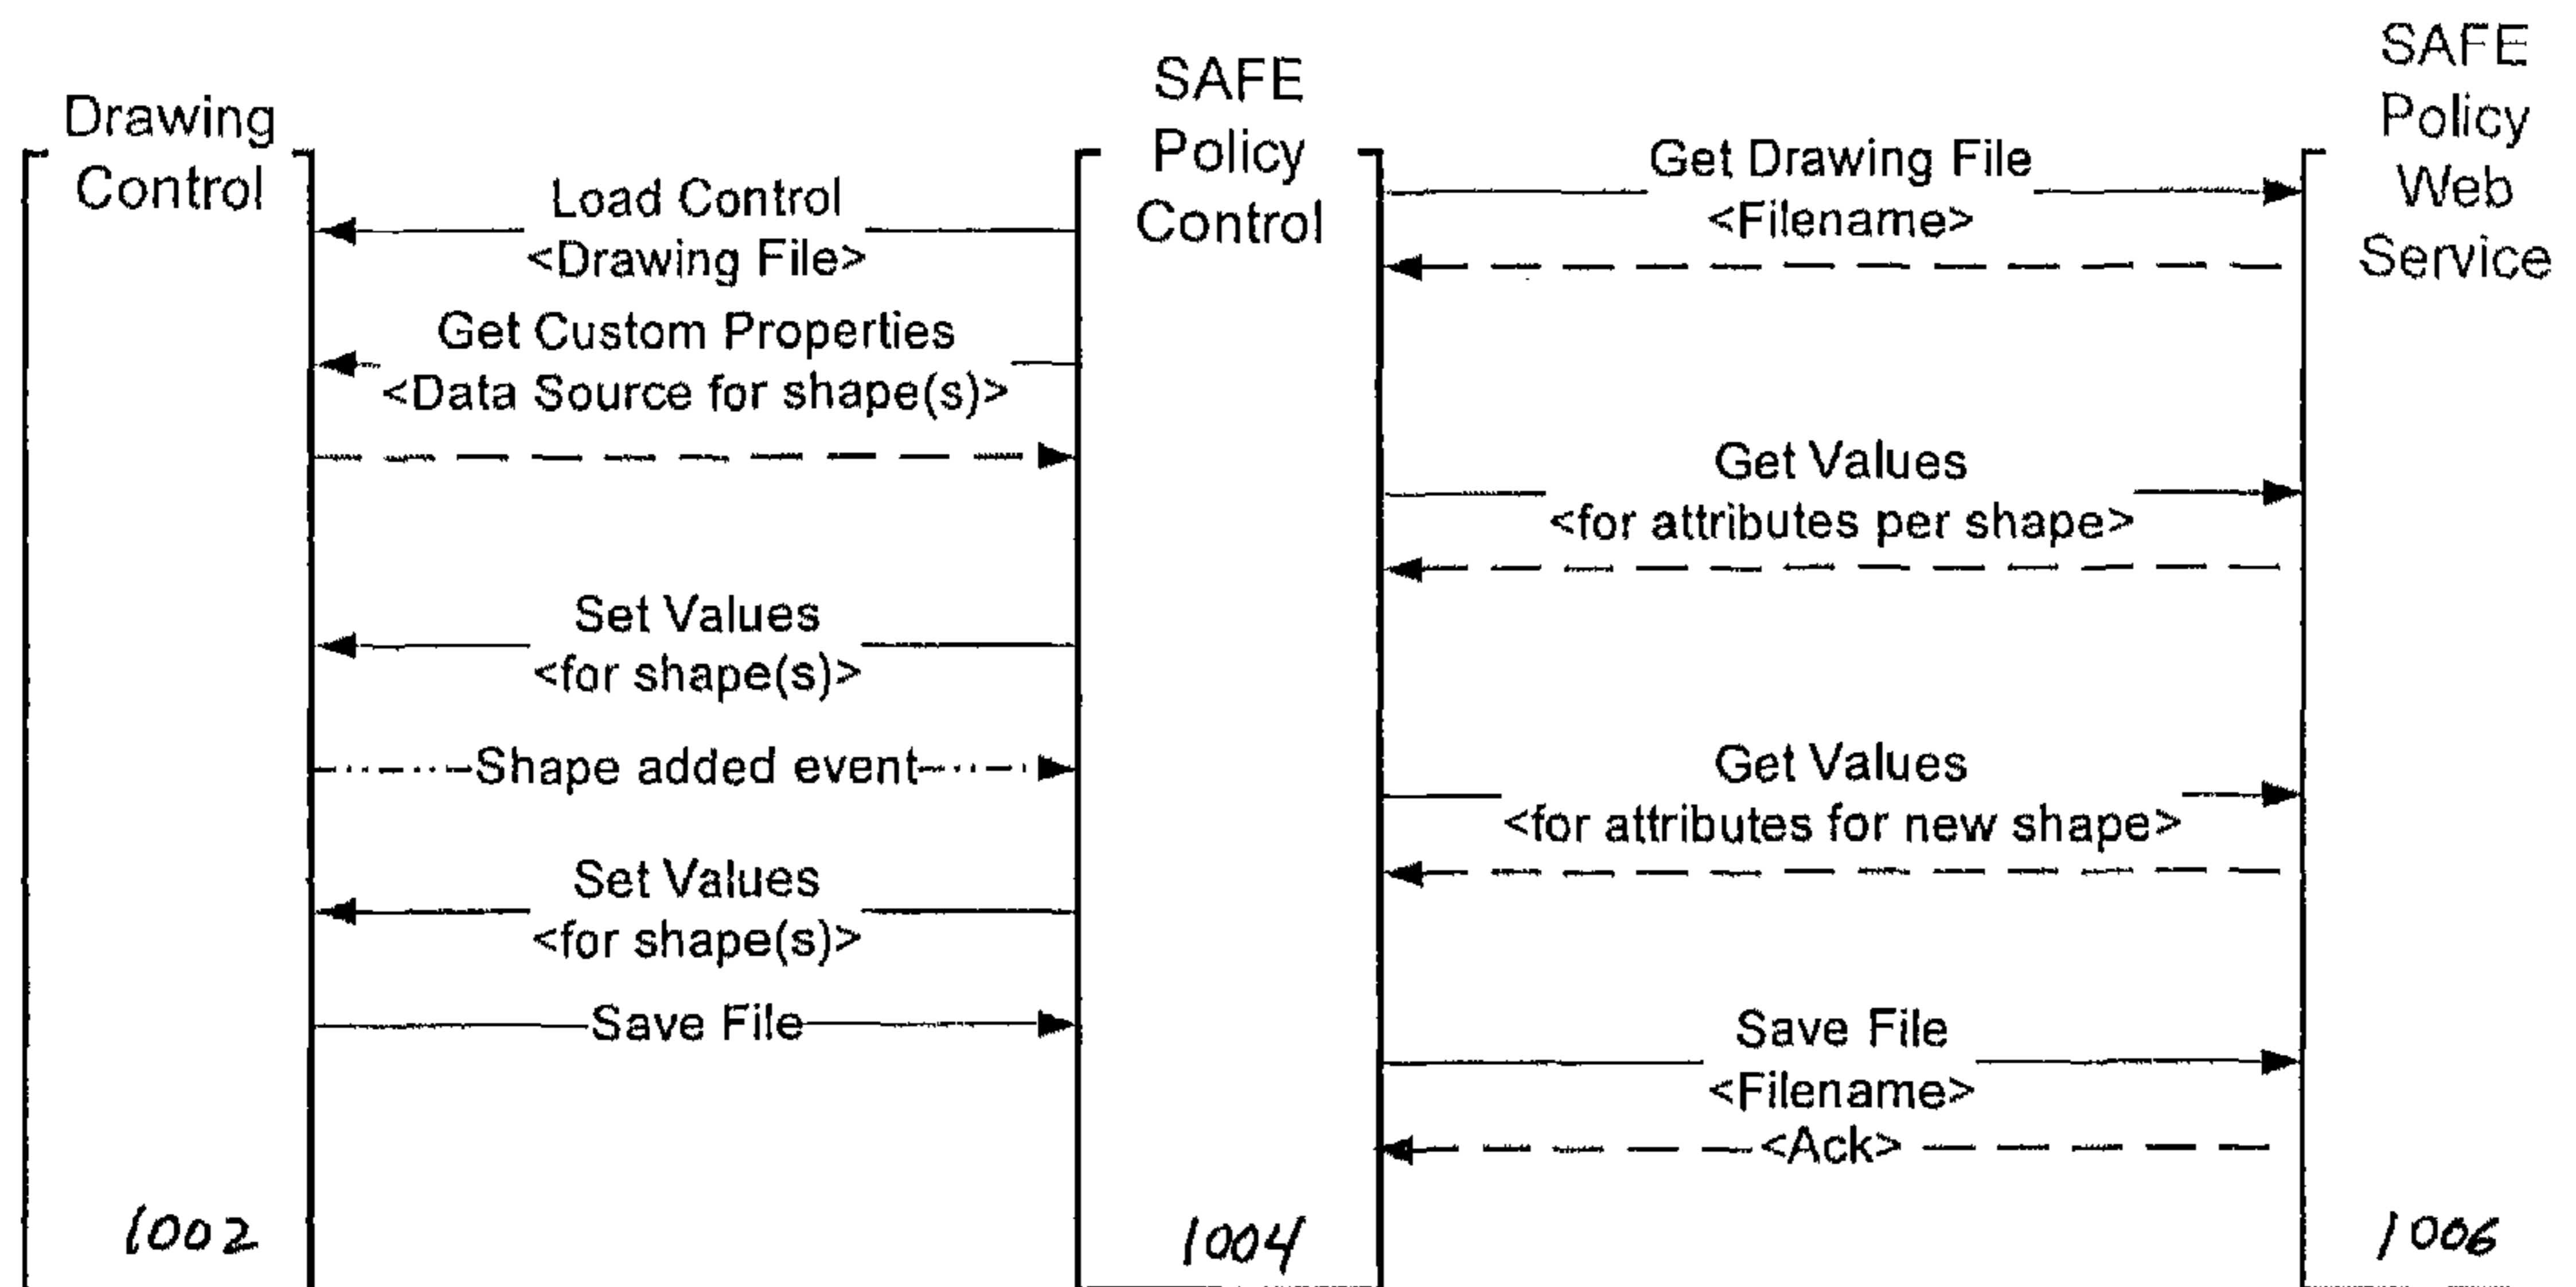 Drawing
Control
SAFE
Policy
Control
SAFE
Policy
Web
Service
Get Drawing File
<Filename>
Load Control
<Drawing File>
Get Custom Properties
<Data Source for shape(s)>
Get Values
<for attributes per shape>
Set Values
<for shape(s)>
Shape added event
Get Values
<for attributes for new shape>
Set Values
<for shape(s)>
Save File
Save File
<Filename>
<Ack>
1002
1004
1006